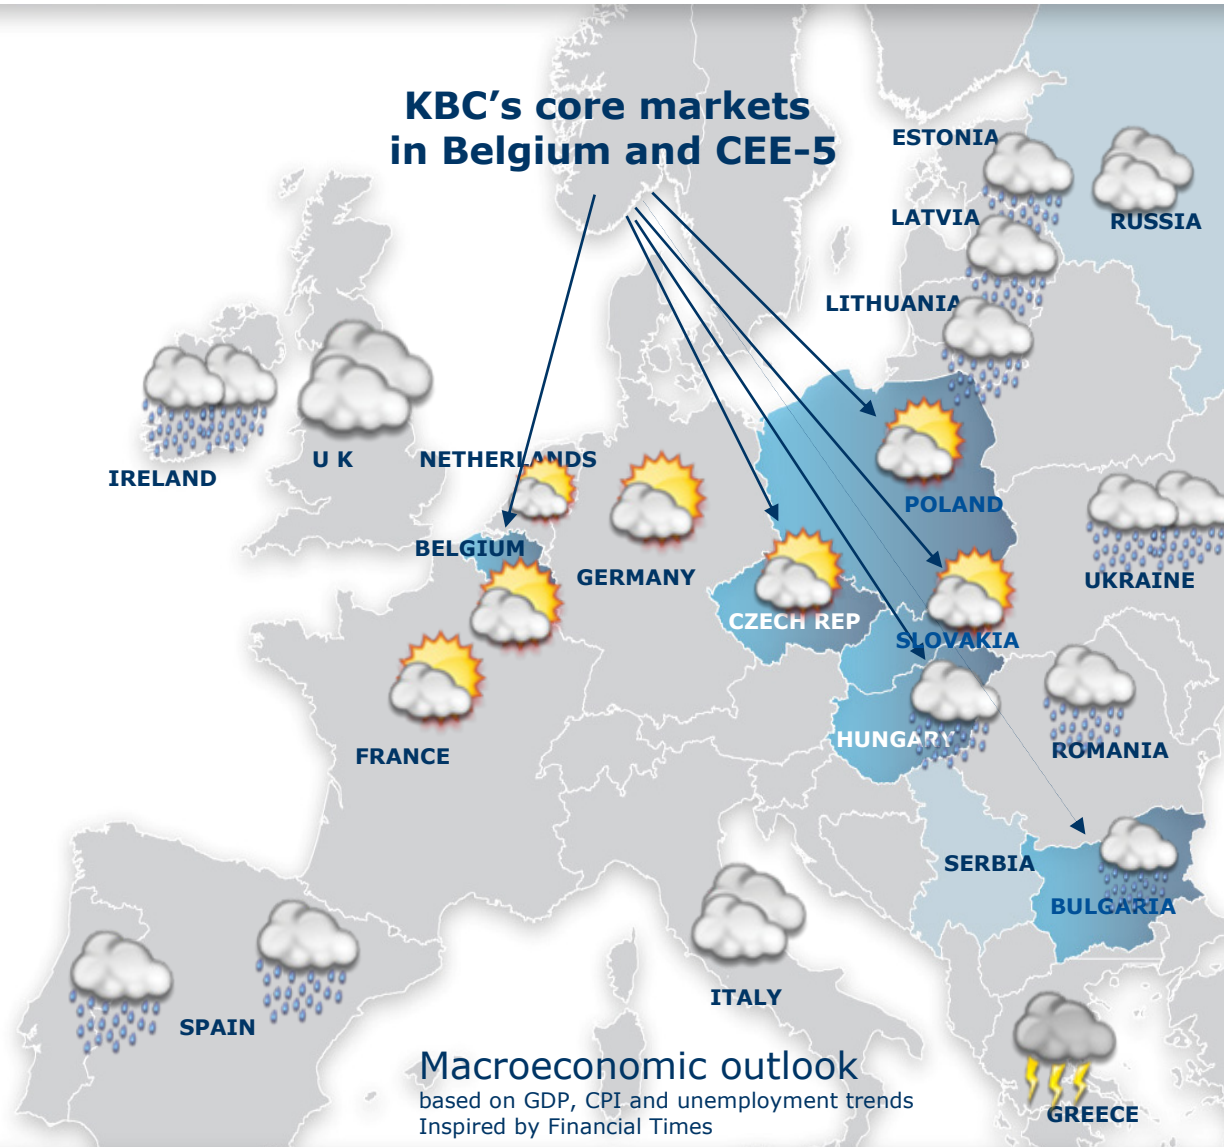 KBC's core markets
in Belgium and CEE-5
ESTONIA
RUSSIA
LATVIA
LITHUANIA
U K
NETHERLANDS
IRELAND
POLAND
BELGIUM
GERMANY
UKRAINE
CZECH REP
SLOVAKIA
HUNGARY
ROMANIA
FRANCE
SERBIA
BULGARIA
ITALY
SPAIN
Macroeconomic outlook
based on GDP, CPI and unemployment trends
GREECE
Inspired by Financial Times